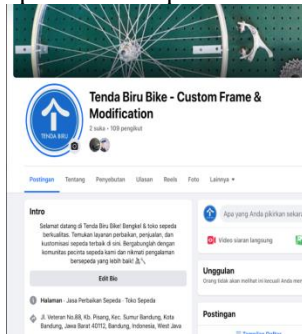 TENDA BIRU
Tenda Biru Bike - Custom Frame &
Modification
2 suka • 109 pengikut
Postingan Tentang Penyebutan Ulasan Reels Foto Lainnya
Intro
Selamat datang di Tenda Biru Bike! Bengkel & toko sepeda
berkualitas. Temukan layanan perbaikan, penjualan, dan
kustomisasi sepeda terbaik di sini. Bergabunglah dengan
komunitas pecinta sepeda kami dan nikmati pengalaman
bersepeda yang lebih baik!
Edit Bio
Halaman · Jasa Perbaikan Sepeda · Toko Sepeda
Jl. Veteran No.88, Kb. Pisang, Kec. Sumur Bandung, Kota
Bandung, Jawa Barat 40112, Bandung, Indonesia, West Java
Apa yang Anda pikirkan sekara
Video siaran langsung
Unggulan
Orang tidak akan melihat ini kecuali Anda men
Postingan